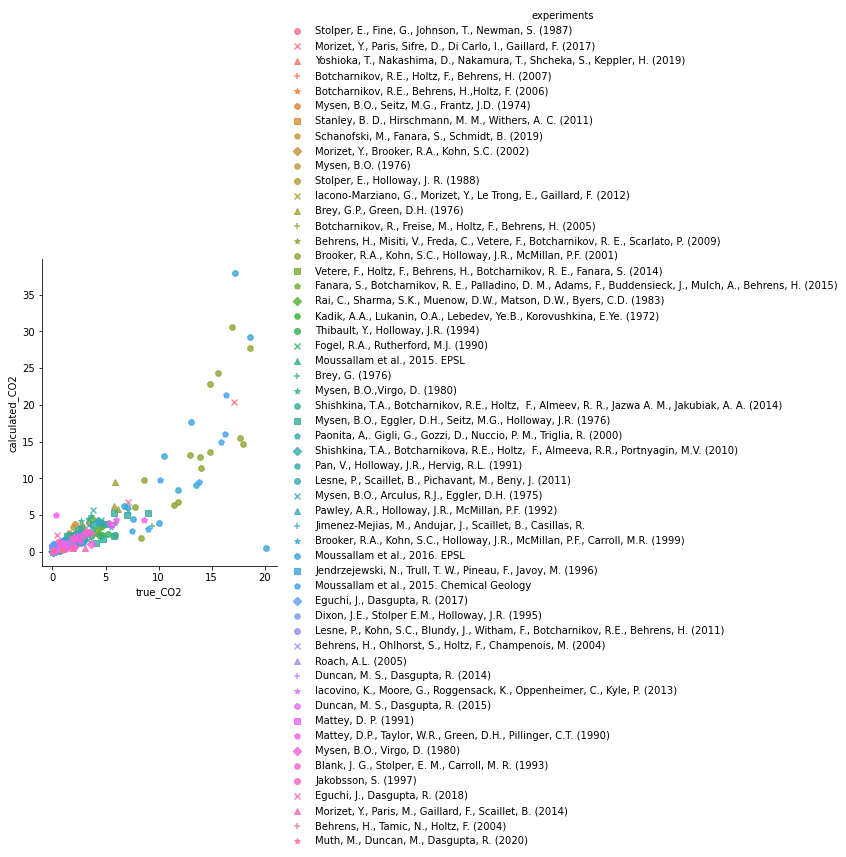 experiments
Stolper, E., Fine, G., Johnson, T., Newman, S. (1987)
Morizet, Y., Paris, Sifre, D., Di Carlo, I., Gaillard, F. (2017)
Yoshioka, T., Nakashima, D., Nakamura, T., Shcheka, S., Keppler, H. (2019)
Botcharnikov, R.E., Holtz, F., Behrens, H. (2007)
Botcharnikov, R.E., Behrens, H.,Holtz, F. (2006)
Mysen, B.O., Seitz, M.G., Frantz, J.D. (1974)
Stanley, B. D., Hirschmann, M. M., Withers, A. C. (2011)
Schanofski, M., Fanara, S., Schmidt, B. (2019)
Morizet, Y., Brooker, R.A., Kohn, S.C. (2002)
Mysen, B.O. (1976)
Stolper, E., Holloway, J. R. (1988)
Iacono-Marziano, G., Morizet, Y., Le Trong, E., Gaillard, F. (2012)
Brey, G.P., Green, D.H. (1976)
Botcharnikov, R., Freise, M., Holtz, F., Behrens, H. (2005)
Behrens, H., Misiti, V., Freda, C., Vetere, F., Botcharnikov, R. E., Scarlato, P. (2009)
Brooker, R.A., Kohn, S.C., Holloway, J.R., McMillan, P.F. (2001)
Vetere, F., Holtz, F., Behrens, H., Botcharnikov, R. E., Fanara, S. (2014)
Fanara, S., Botcharnikov, R. E., Palladino, D. M., Adams, F., Buddensieck, J., Mulch, A., Behrens, H. (2015)
Rai, C., Sharma, S.K., Muenow, D.W., Matson, D.W., Byers, C.D. (1983)
Kadik, A.A., Lukanin, O.A., Lebedev, Ye.B., Korovushkina, E.Ye. (1972)
Thibault, Y., Holloway, J.R. (1994)
Fogel, R.A., Rutherford, M.J. (1990)
Moussallam et al., 2015. EPSL
Brey, G. (1976)
Mysen, B.O.,Virgo, D. (1980)
Shishkina, T.A., Botcharnikov, R.E., Holtz, F., Almeev, R. R., Jazwa A. M., Jakubiak, A. A. (2014)
Mysen, B.O., Eggler, D.H., Seitz, M.G., Holloway, J.R. (1976)
Paonita, A,. Gigli, G., Gozzi, D., Nuccio, P. M., Triglia, R. (2000)
Shishkina, T.A., Botcharnikova, R.E., Holtz, F., Almeeva, R.R., Portnyagin, M.V. (2010)
Pan, V., Holloway, J.R., Hervig, R.L. (1991)
Lesne, P., Scaillet, B., Pichavant, M., Beny, J. (2011)
Mysen, B.O., Arculus, R.J., Eggler, D.H. (1975)
Pawley, A.R., Holloway, J.R., McMillan, P.F. (1992)
Jimenez-Mejias, M., Andujar, J., Scaillet, B., Casillas, R.
Brooker, R.A., Kohn, S.C., Holloway, J.R., McMillan, P.F., Carroll, M.R. (1999)
Moussallam et al., 2016. EPSL
Jendrzejewski, N., Trull, T. W., Pineau, F., Javoy, M. (1996)
Moussallam et al., 2015. Chemical Geology
Eguchi, J., Dasgupta, R. (2017)
Dixon, J.E., Stolper E.M., Holloway, J.R. (1995)
Lesne, P., Kohn, S.C., Blundy, J., Witham, F., Botcharnikov, R.E., Behrens, H. (2011)
Behrens, H., Ohlhorst, S., Holtz, F., Champenois, M. (2004)
Roach, A.L. (2005)
Duncan, M. S., Dasgupta, R. (2014)
Iacovino, K., Moore, G., Roggensack, K., Oppenheimer, C., Kyle, P. (2013)
Duncan, M. S., Dasgupta, R. (2015)
Mattey, D. P. (1991)
Mattey, D.P., Taylor, W.R., Green, D.H., Pillinger, C.T. (1990)
Mysen, B.O., Virgo, D. (1980)
Blank, J. G., Stolper, E. M., Carroll, M. R. (1993)
Jakobsson, S. (1997)
Eguchi, J., Dasgupta, R. (2018)
Morizet, Y., Paris, M., Gaillard, F., Scaillet, B. (2014)
Behrens, H., Tamic, N., Holtz, F. (2004)
Muth, M., Duncan, M., Dasgupta, R. (2020)
calculated_CO2
35
30
25
20
15
10
5
0
0 5 10 15 20
true_CO2